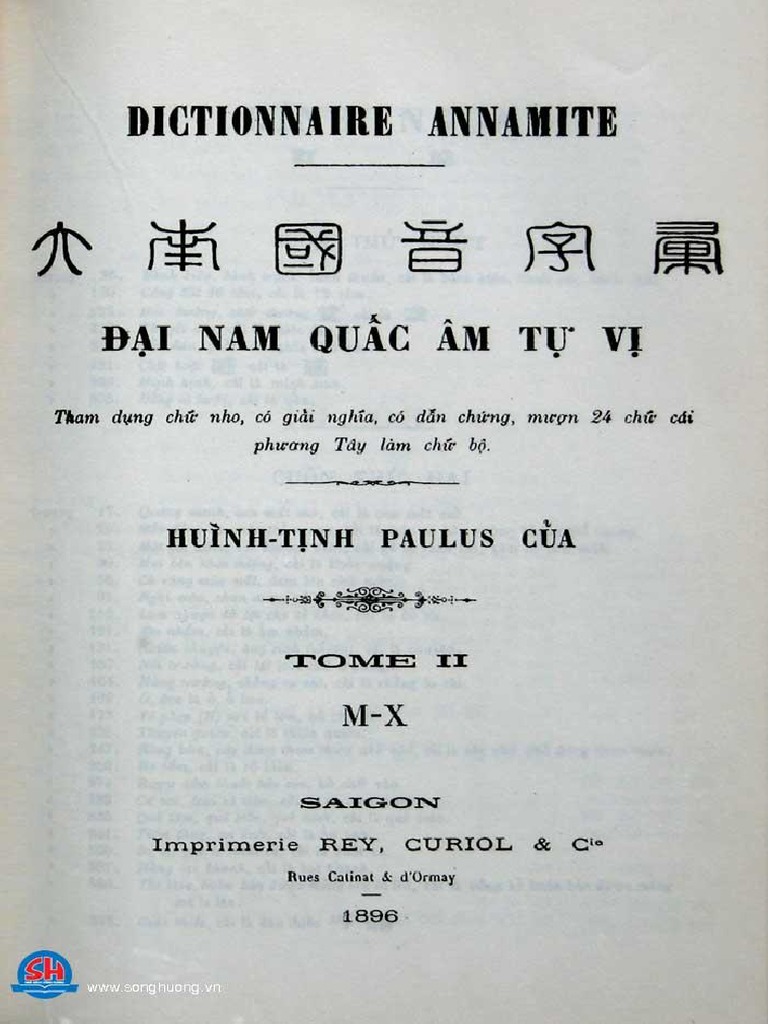 DICTIONNAIRE ANNAMITE
大南國音字彙
ĐẠI NAM QUẤC ÂM TỰ VỊ
Tham dụng chữ nho, có giải nghĩa, có dẫn chứng, mượn 24 chữ cái
phương Tây làm chữ bộ.
HUÌNH-TỊNH PAULUS CỦA
TOME II
M-X
SAIGON
Imprimerie REY, CURIOL & Cie
Rues Catinat & d'Ormay
1896
SH
www.songhuong.vn